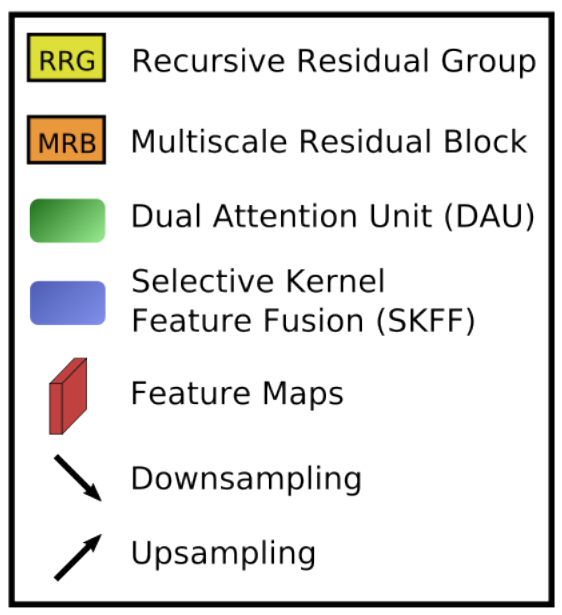 RRG Recursive Residual Group
MRB Multiscale Residual Block
Dual Attention Unit (DAU)
Selective Kernel
Feature Fusion (SKFF)
Feature Maps
Downsampling
Upsampling